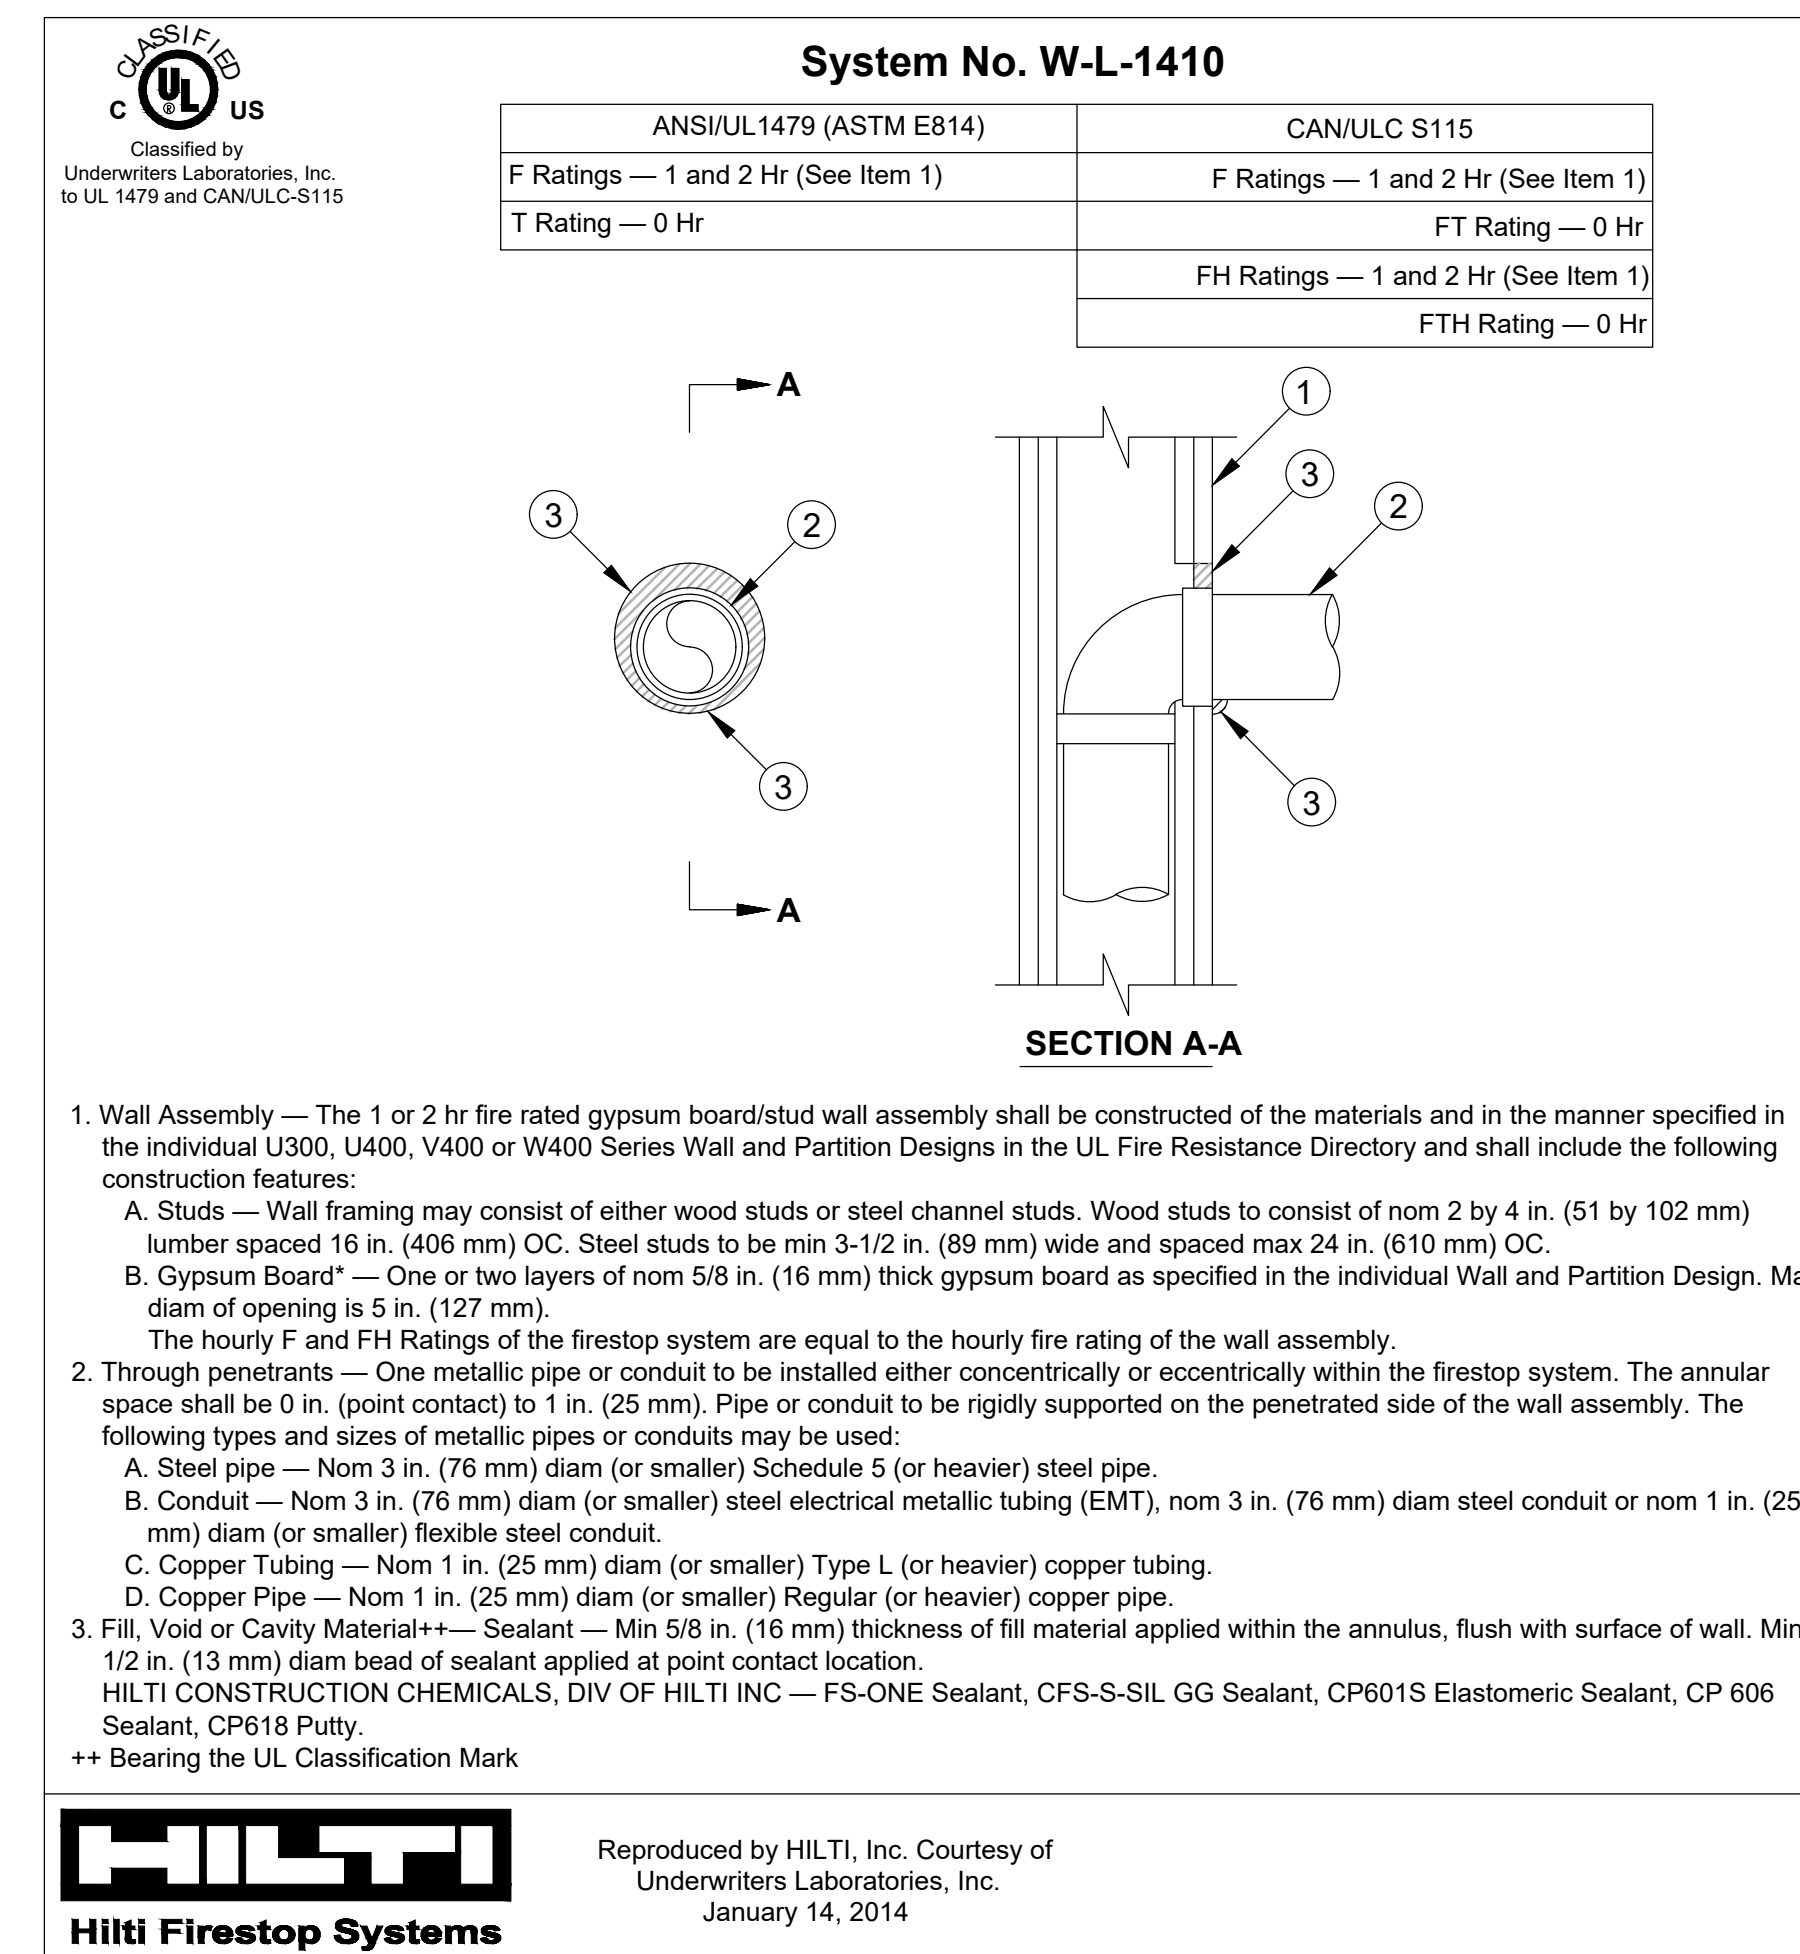 CLASSIFIED
C UL ® US
Classified by
Underwriters Laboratories, Inc.
to UL 1479 and CAN/ULC-S115
System No. W-L-1410
ANSI/UL1479 (ASTM E814) CAN/ULC S115
F Ratings — 1 and 2 Hr (See Item 1) F Ratings — 1 and 2 Hr (See Item 1)
T Rating — 0 Hr FT Rating — 0 Hr
FH Ratings — 1 and 2 Hr (See Item 1)
FTH Rating — 0 Hr
A
1
3
3
2
2
3
3
A
SECTION A-A
1. Wall Assembly — The 1 or 2 hr fire rated gypsum board/stud wall assembly shall be constructed of the materials and in the manner specified in
the individual U300, U400, V400 or W400 Series Wall and Partition Designs in the UL Fire Resistance Directory and shall include the following
construction features:
A. Studs — Wall framing may consist of either wood studs or steel channel studs. Wood studs to consist of nom 2 by 4 in. (51 by 102 mm)
lumber spaced 16 in. (406 mm) OC. Steel studs to be min 3-1/2 in. (89 mm) wide and spaced max 24 in. (610 mm) OC.
B. Gypsum Board* — One or two layers of nom 5/8 in. (16 mm) thick gypsum board as specified in the individual Wall and Partition Design.
diam of opening is 5 in. (127 mm).
The hourly F and FH Ratings of the firestop system are equal to the hourly fire rating of the wall assembly.
2. Through penetrants — One metallic pipe or conduit to be installed either concentrically or eccentrically within the firestop system. The annular
space shall be 0 in. (point contact) to 1 in. (25 mm). Pipe or conduit to be rigidly supported on the penetrated side of the wall assembly. The
following types and sizes of metallic pipes or conduits may be used:
A. Steel pipe — Nom 3 in. (76 mm) diam (or smaller) Schedule 5 (or heavier) steel pipe.
B. Conduit — Nom 3 in. (76 mm) diam (or smaller) steel electrical metallic tubing (EMT), nom 3 in. (76 mm) diam steel conduit or nom 1 in. (25
mm) diam (or smaller) flexible steel conduit.
C. Copper Tubing — Nom 1 in. (25 mm) diam (or smaller) Type L (or heavier) copper tubing.
D. Copper Pipe — Nom 1 in. (25 mm) diam (or smaller) Regular (or heavier) copper pipe.
3. Fill, Void or Cavity Material++— Sealant — Min 5/8 in. (16 mm) thickness of fill material applied within the annulus, flush with surface of wall. Min
1/2 in. (13 mm) diam bead of sealant applied at point contact location.
HILTI CONSTRUCTION CHEMICALS, DIV OF HILTI INC — FS-ONE Sealant, CFS-S-SIL GG Sealant, CP601S Elastomeric Sealant, CP 606
Sealant, CP618 Putty.
++ Bearing the UL Classification Mark
HILTI
Hilti Firestop Systems
Reproduced by HILTI, Inc. Courtesy of
Underwriters Laboratories, Inc.
January 14, 2014